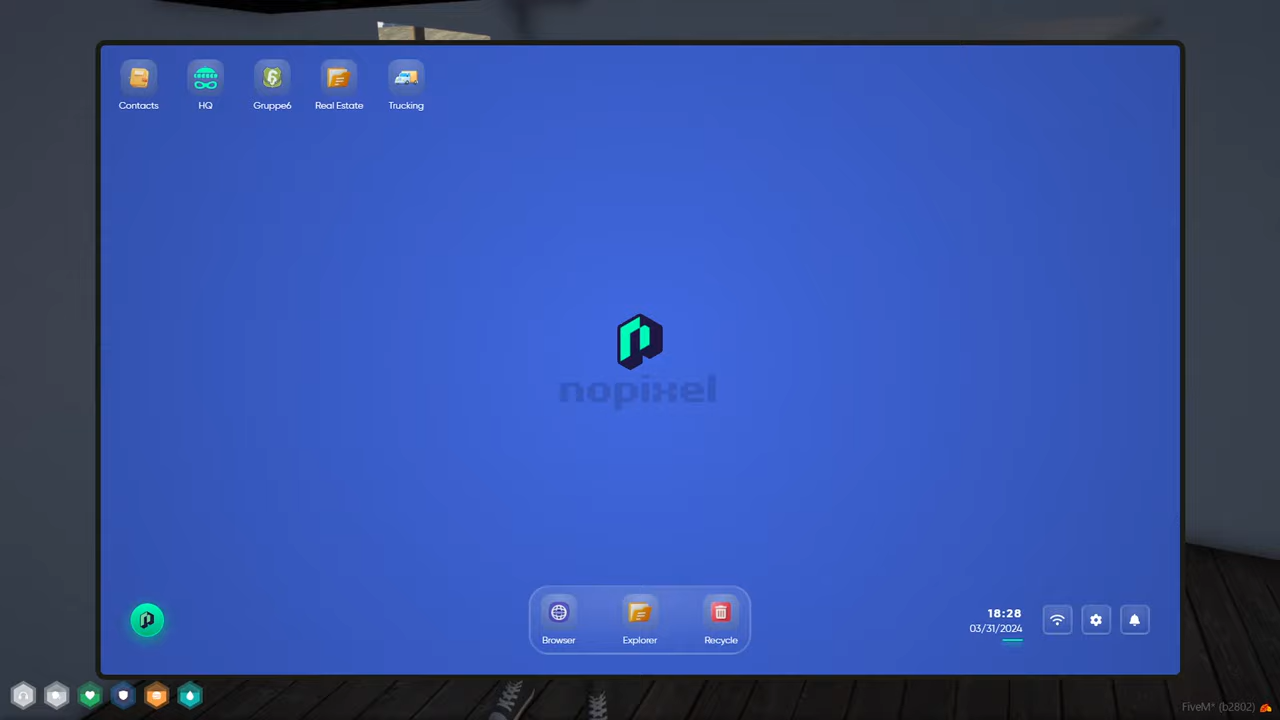 Contacts
HQ
Gruppe6
Real Estate
Trucking
nopixel
Browser
Explorer
Recycle
18:28
03/31/2024
FiveM* (b2802)